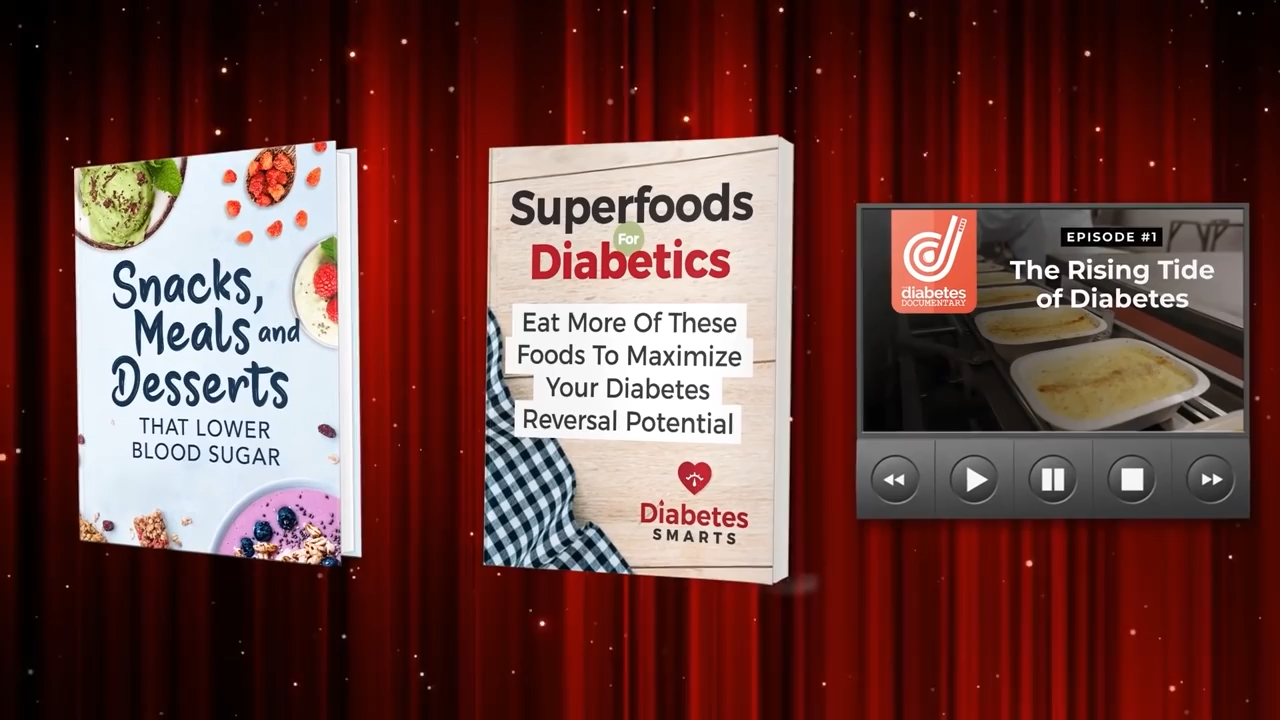 Snacks,
Meals and
Desserts
THAT LOWER
BLOOD SUGAR
Superfoods
For
Diabetics
Eat More Of These
Foods To Maximize
Your Diabetes
Reversal Potential
Diabetes
SMARTS
diabetes
DOCUMENTARY
EPISODE #1
The Rising Tide
of Diabetes